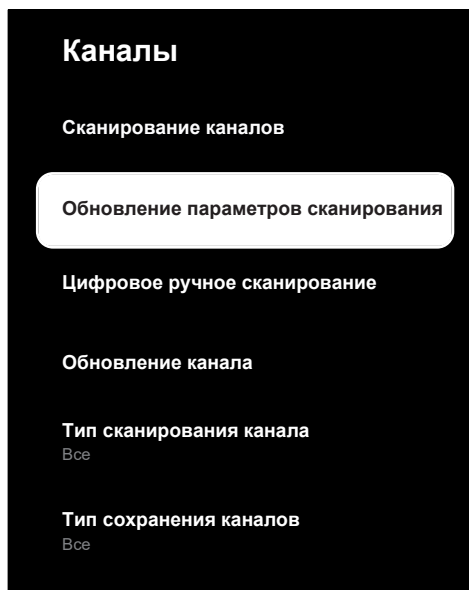 Каналы
Сканирование каналов
Обновление параметров сканирования
Цифровое ручное сканирование
Обновление канала
Тип сканирования канала
Все
Тип сохранения каналов
Все